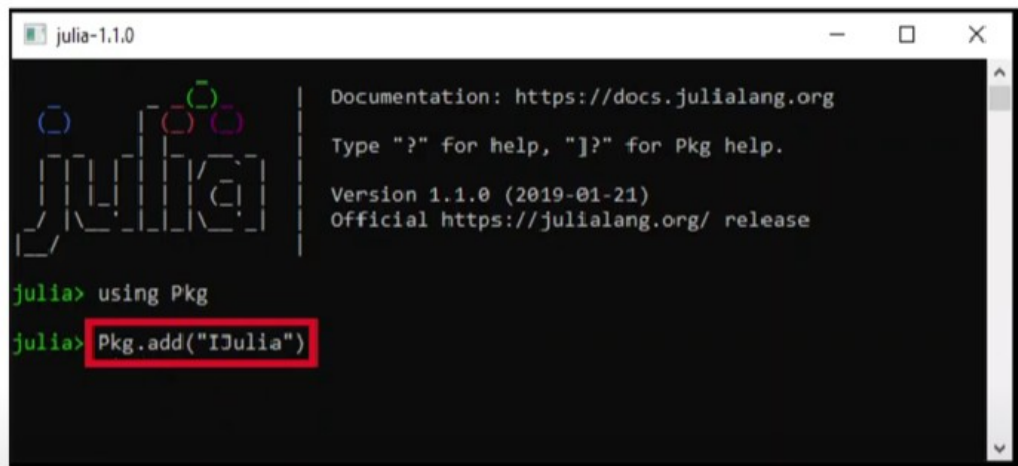 julia-1.1.0
Documentation: https://docs.julialang.org
Type "?" for help, "]?" for Pkg help.
Version 1.1.0 (2019-01-21)
Official https://julialang.org/ release
julia> using Pkg
julia> Pkg.add("IJulia")